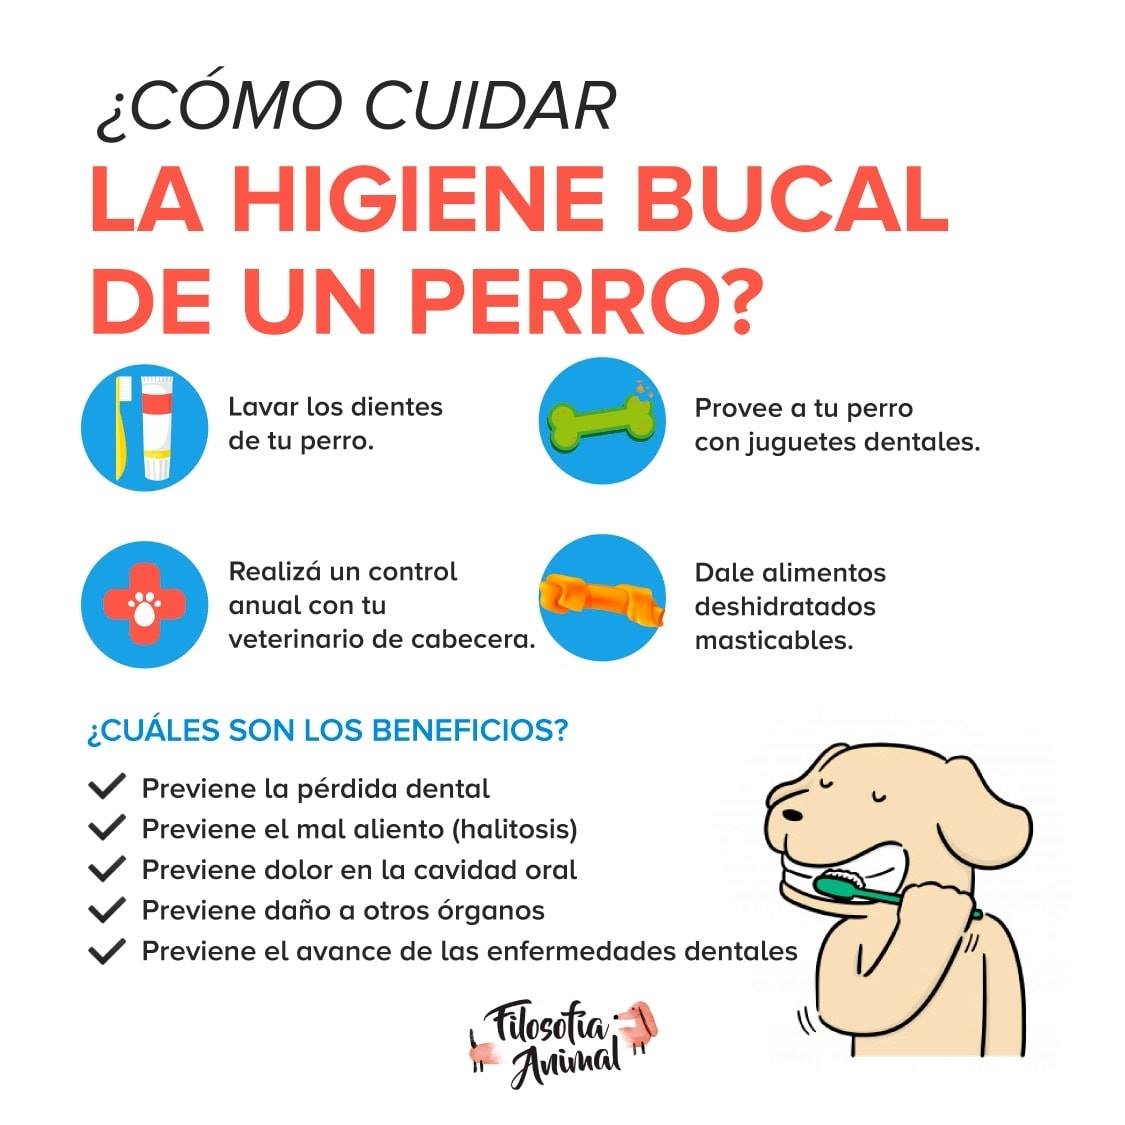 ¿CÓMO CUIDAR
LA HIGIENE BUCAL
DE UN PERRO?
Lavar los dientes
de tu perro.
Provee a tu perro
con juguetes dentales.
Realizá un control
anual con tu
veterinario de cabecera.
Dale alimentos
deshidratados
masticables.
¿CUÁLES SON LOS BENEFICIOS?
Previene la pérdida dental
Previene el mal aliento (halitosis)
Previene dolor en la cavidad oral
Previene daño a otros órganos
Previene el avance de las enfermedades dentales
Filosofía
Animal